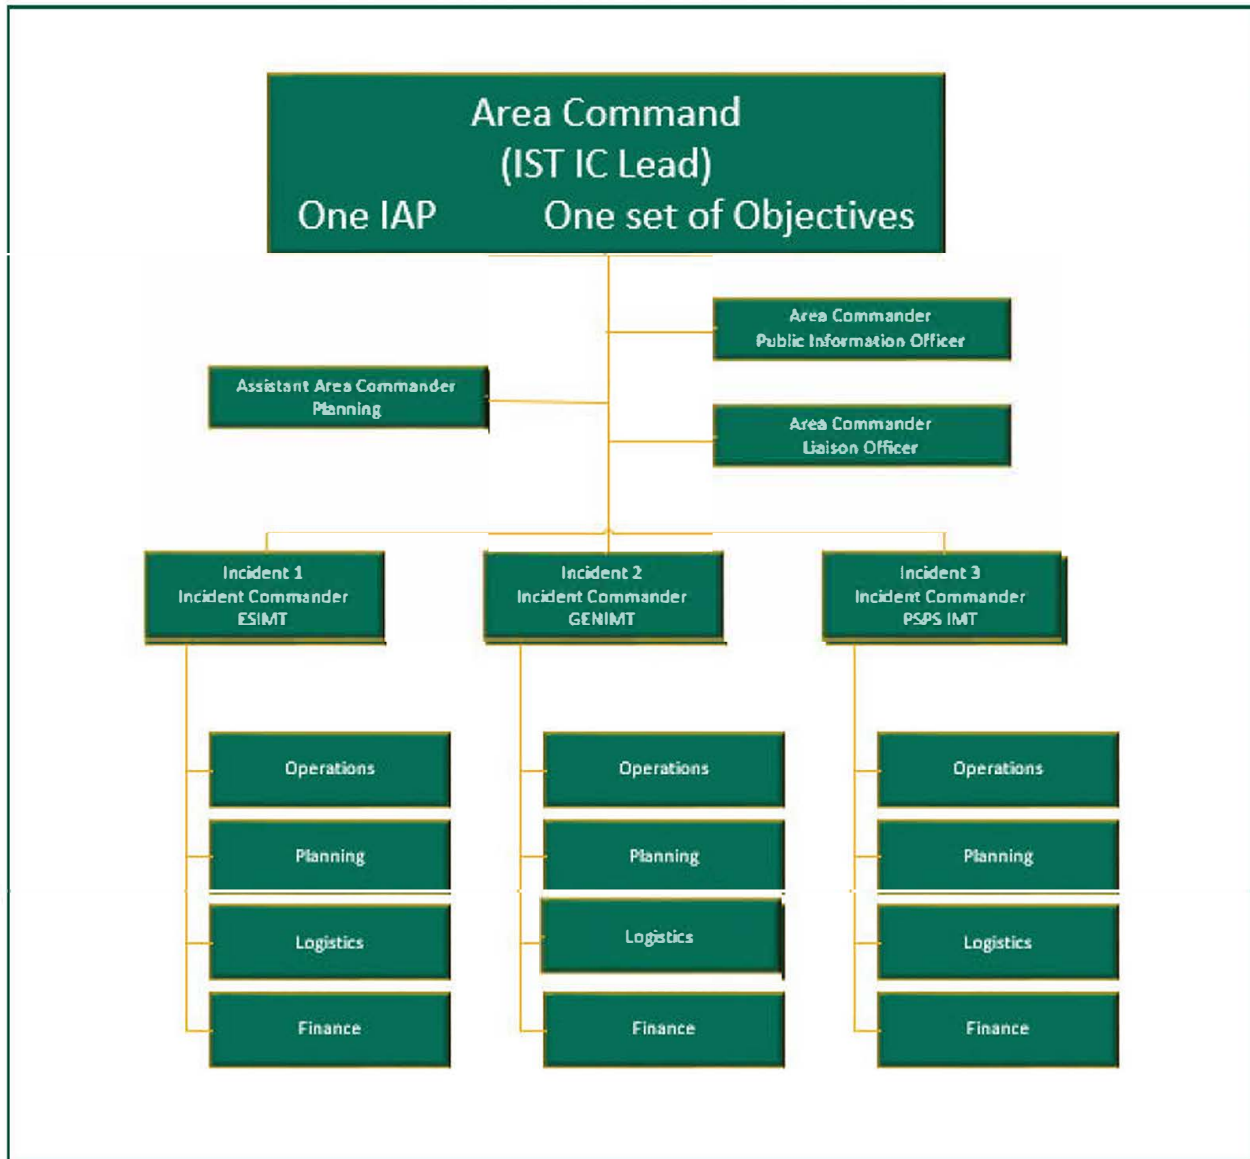 Area Command
(IST IC Lead)
One IAP One set of Objectives
Area Commander
Public Information Officer
Assistant Area Commander
Planning
Area Commander
Liaison Officer
Incident 1
Incident Commander
ESIMT
Incident 2
Incident Commander
GENIMT
Incident 3
Incident Commander
PSPS IMT
Operations
Planning
Logistics
Finance
Operations
Planning
Logistics
Finance
Operations
Planning
Logistics
Finance